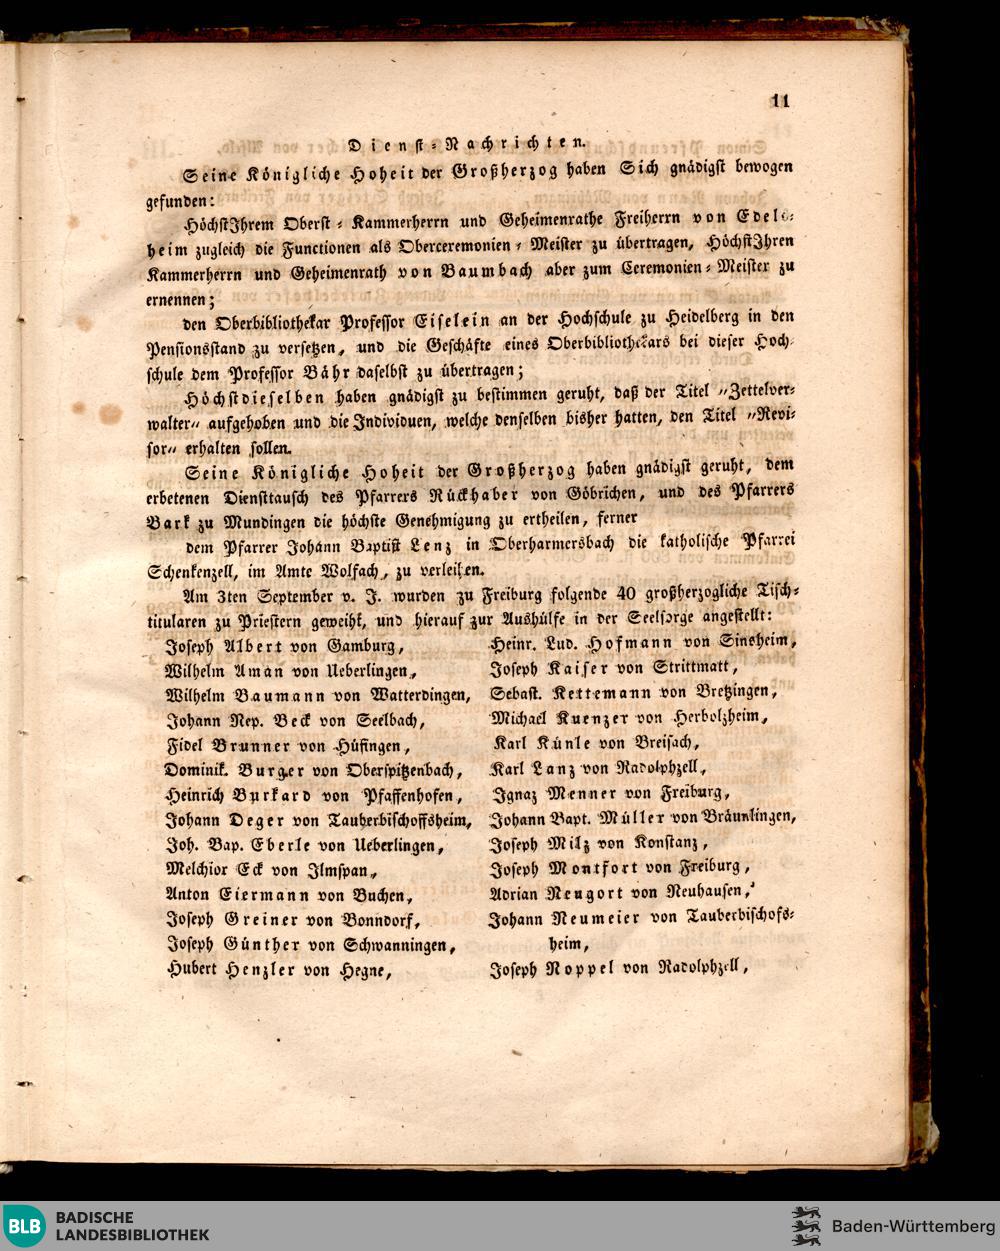 11
Dienst-Nachrichten.
Seine Königliche Hoheit der Großherzog haben Sich gnädigst bewogen
gefunden:
HöchstIhrem Oberst-Kammerherrn und Geheimenrathe Freiherrn von Edels-
heim zugleich die Functionen als Oberceremonien-Meister zu übertragen, HöchstIhren
Kammerherrn und Geheimenrath von Baumbach aber zum Ceremonien-Meister zu
ernennen;
den Oberbibliothekar Professor Eiselein an der Hochschule zu Heidelberg in den
Pensionsstand zu versetzen, und die Geschäfte eines Oberbibliothekars bei dieser Hoch-
schule dem Professor Bähr daselbst zu übertragen;
Höchstdieselben haben gnädigst zu bestimmen geruht, daß der Titel „Zettelver-
walter„ aufgehoben und die Individuen, welche denselben bisher hatten, den Titel „Revi-
sor„ erhalten sollen.
Seine Königliche Hoheit der Großherzog haben gnädigst geruht, dem
erbetenen Diensttausch des Pfarrers Rückhaber von Göbrichen, und des Pfarrers
Bark zu Mundingen die höchste Genehmigung zu ertheilen, ferner
dem Pfarrer Johann Baptist Lenz in Oberharmersbach die katholische Pfarrei
Schenkenzell, im Amte Wolfach, zu verleihen.
Am 3ten September v. J. wurden zu Freiburg folgende 40 großherzogliche Tisch-
titularen zu Priestern geweiht, und hierauf zur Aushülfe in der Seelsorge angestellt:
Joseph Albert von Gamburg,
Wilhelm Aman von Ueberlingen,
Wilhelm Baumann von Watterdingen,
Johann Nep. Beck von Seelbach,
Fidel Brunner von Hüfingen,
Dominik. Burger von Oberspitzenbach,
Heinrich Burkard von Pfaffenhofen,
Johann Deger von Tauberbischoffsheim,
Joh. Bap. Eberle von Ueberlingen,
Melchior Eck von Ilmspan,
Anton Eiermann von Buchen,
Joseph Greiner von Bonndorf,
Joseph Günther von Schwanningen,
Hubert Henzler von Hegne,
Heinr. Lud. Hofmann von Sinsheim,
Joseph Kaiser von Strittmatt,
Sebast. Kettemann von Bretzingen,
Michael Kuenzer von Herbolzheim,
Karl Künle von Breisach,
Karl Lanz von Radolphzell,
Ignaz Menner von Freiburg,
Johann Bapt. Müller von Bräunlingen,
Joseph Milz von Konstanz,
Joseph Montfort von Freiburg,
Adrian Neugort von Neuhausen,
Johann Neumeier von Tauberbischofs-
heim,
Joseph Noppel von Radolphzell,
BLB BADISCHE
LANDESBIBLIOTHEK
Baden-Württemberg